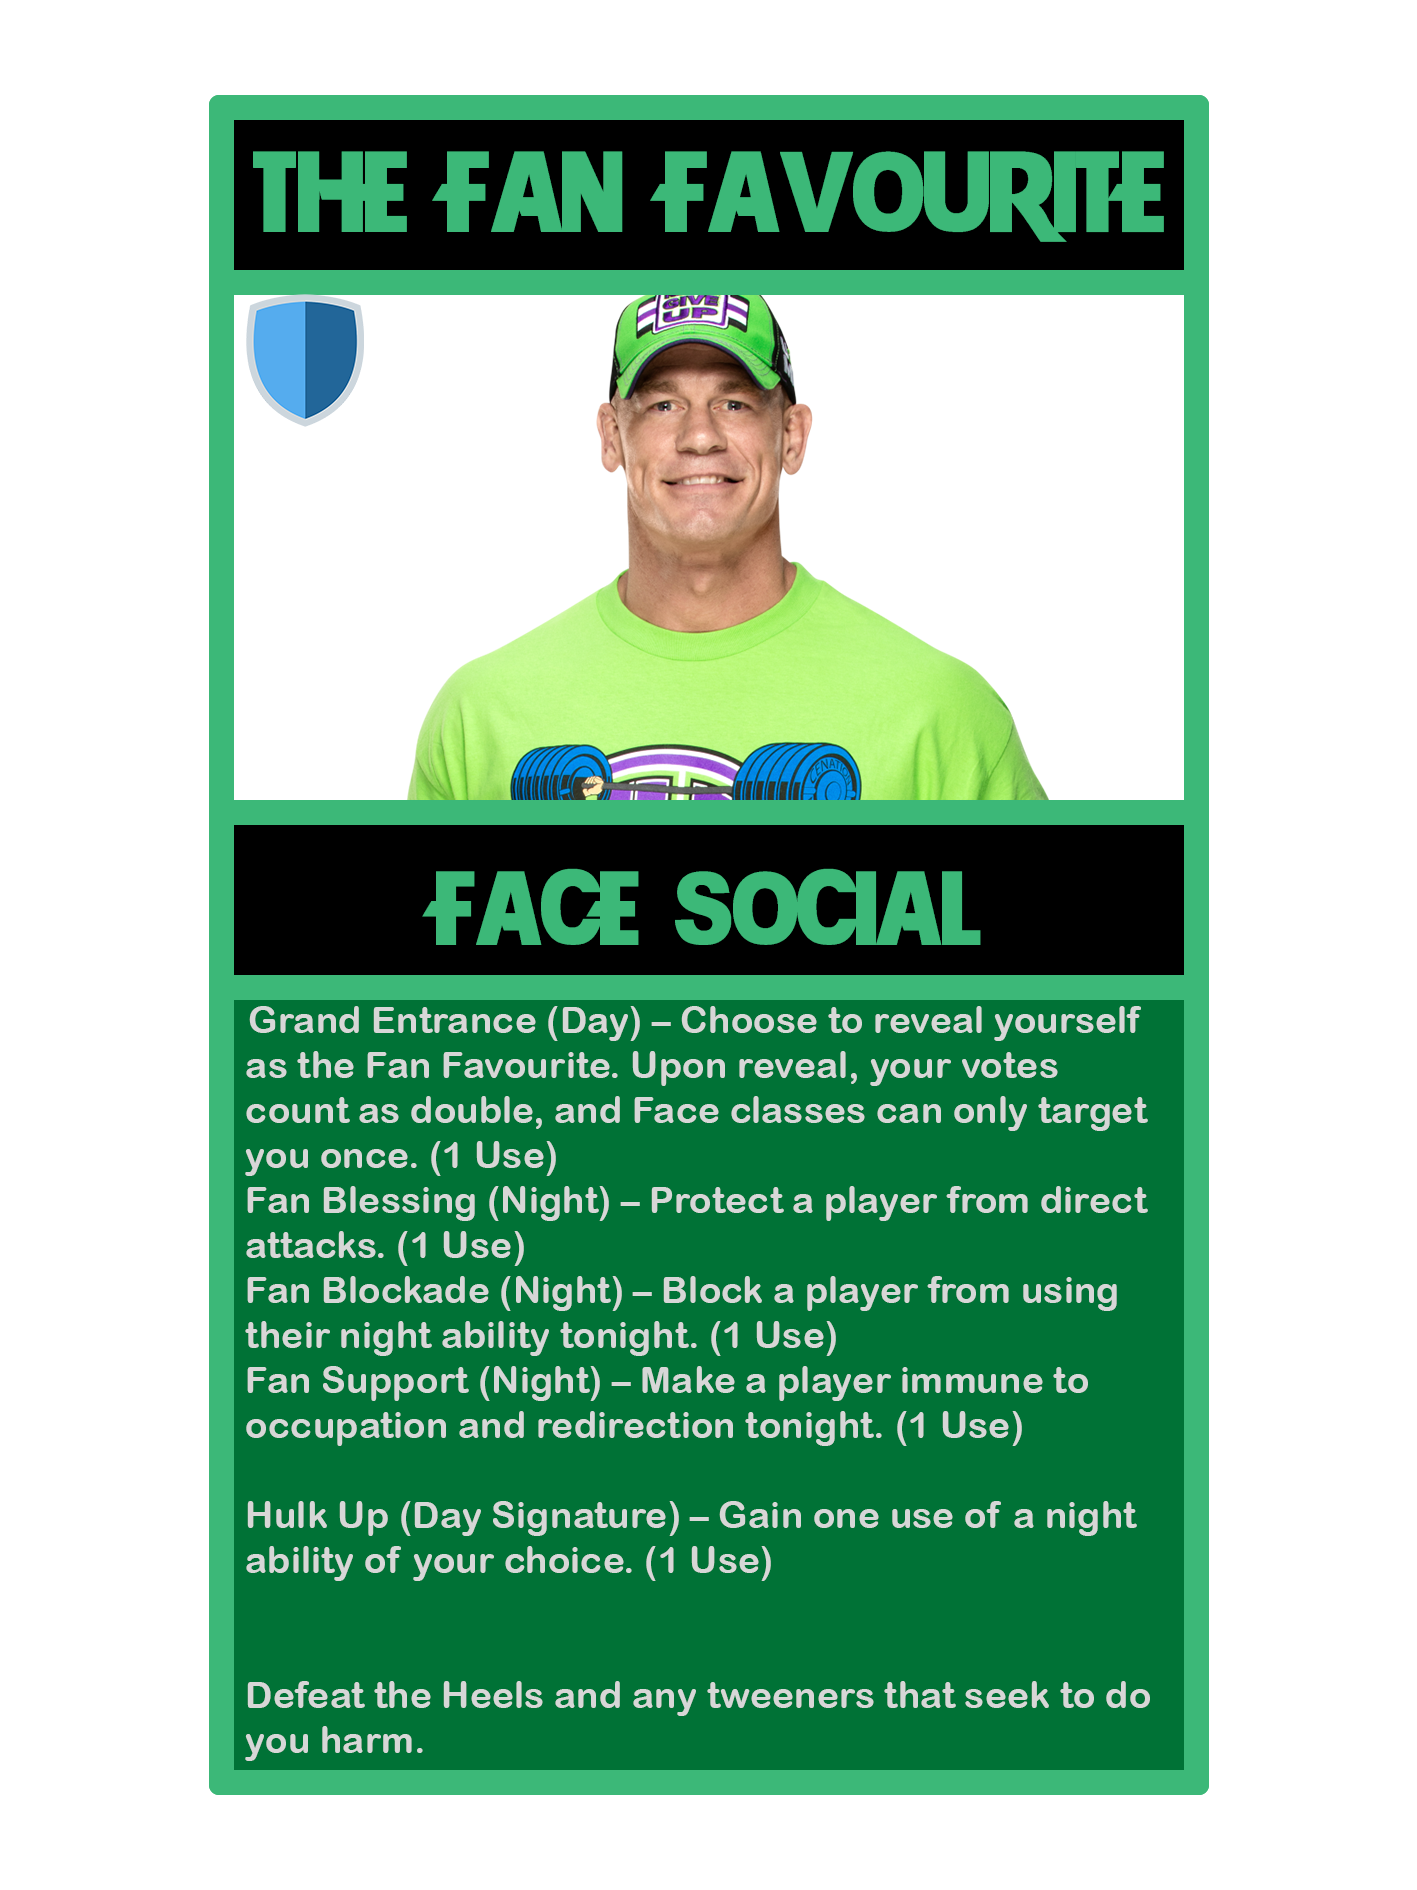 THE FAN FAVOURITE
GIVE
UP
CENATION
FACE SOCIAL
Grand Entrance (Day) – Choose to reveal yourself
as the Fan Favourite. Upon reveal, your votes
count as double, and Face classes can only target
you once. (1 Use)
Fan Blessing (Night) – Protect a player from direct
attacks. (1 Use)
Fan Blockade (Night) – Block a player from using
their night ability tonight. (1 Use)
Fan Support (Night) – Make a player immune to
occupation and redirection tonight. (1 Use)
Hulk Up (Day Signature) – Gain one use of a night
ability of your choice. (1 Use)
Defeat the Heels and any tweeners that seek to do
you harm.